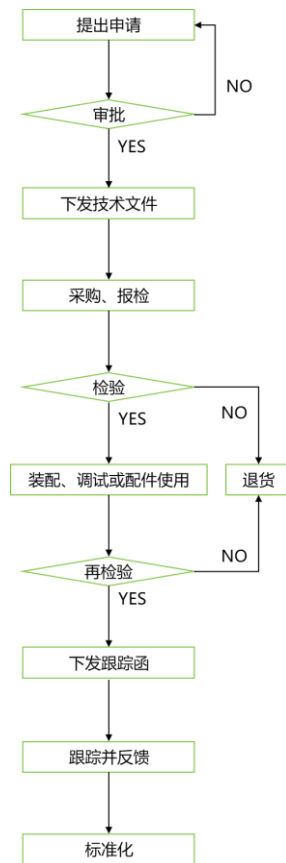 提出申请
NO
审批
YES
下发技术文件
采购、报检
检验
NO
YES
装配、调试或配件使用
退货
NO
再检验
YES
下发跟踪函
跟踪并反馈
标准化